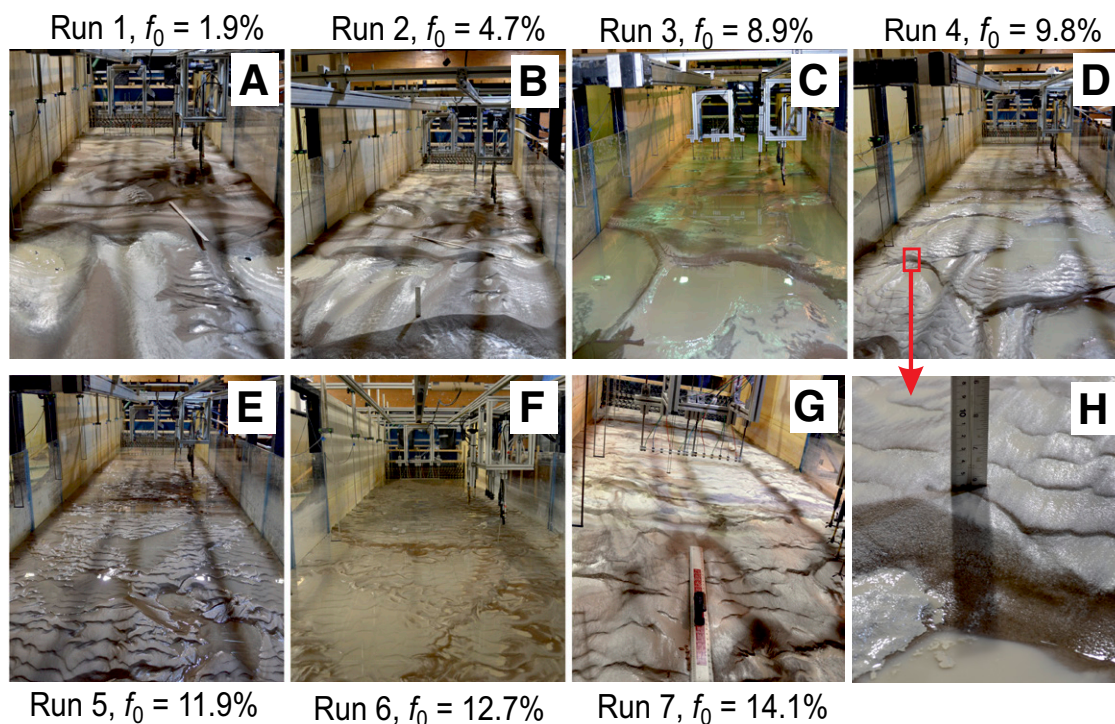 Run 1, f₀ = 1.9%
Run 2, f₀ = 4.7%
Run 3, f₀ = 8.9%
Run 4, f₀ = 9.8%
A
B
C
D
E
F
G
H
Run 5, f₀ = 11.9%
Run 6, f₀ = 12.7%
Run 7, f₀ = 14.1%